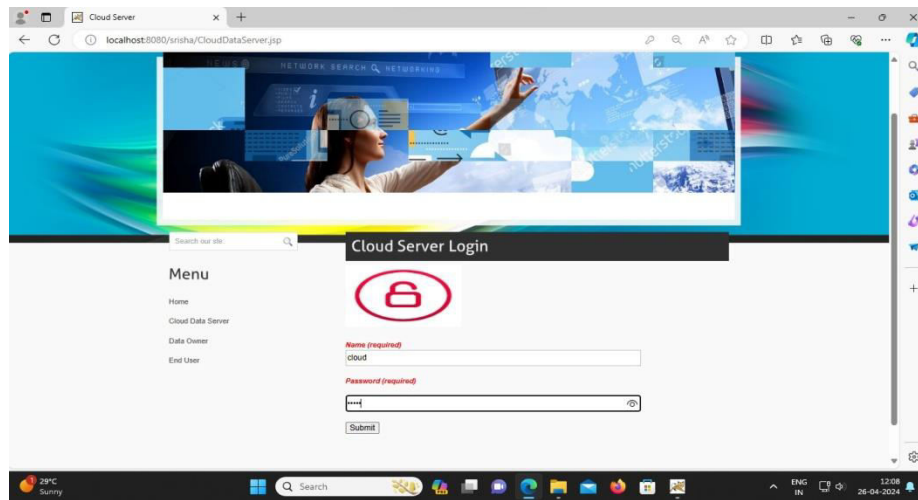 Cloud Server
localhost:8080/srisha/CloudDataServer.jsp
NEWS
NETWORK SEARCH NETWORKING
Search our site:
Cloud Server Login
Menu
Home
Cloud Data Server
Data Owner
End User
Name (required)
cloud
Password (required)
•••••
Submit
1
29°C
Sunny
Search
ENG
IN
12:08
26-04-2024